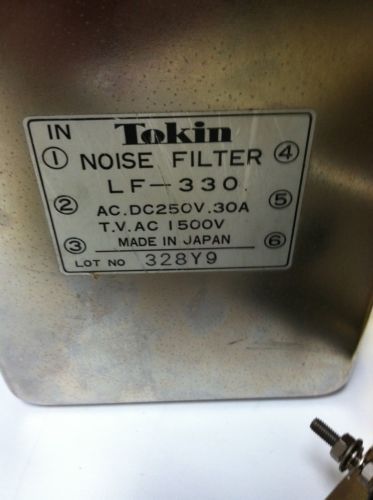 IN Tokin
① NOISE FILTER ④
LF-330
② AC.DC250V.30A ⑤
T.V. AC 1500V
③ MADE IN JAPAN ⑥
LOT NO 328Y9